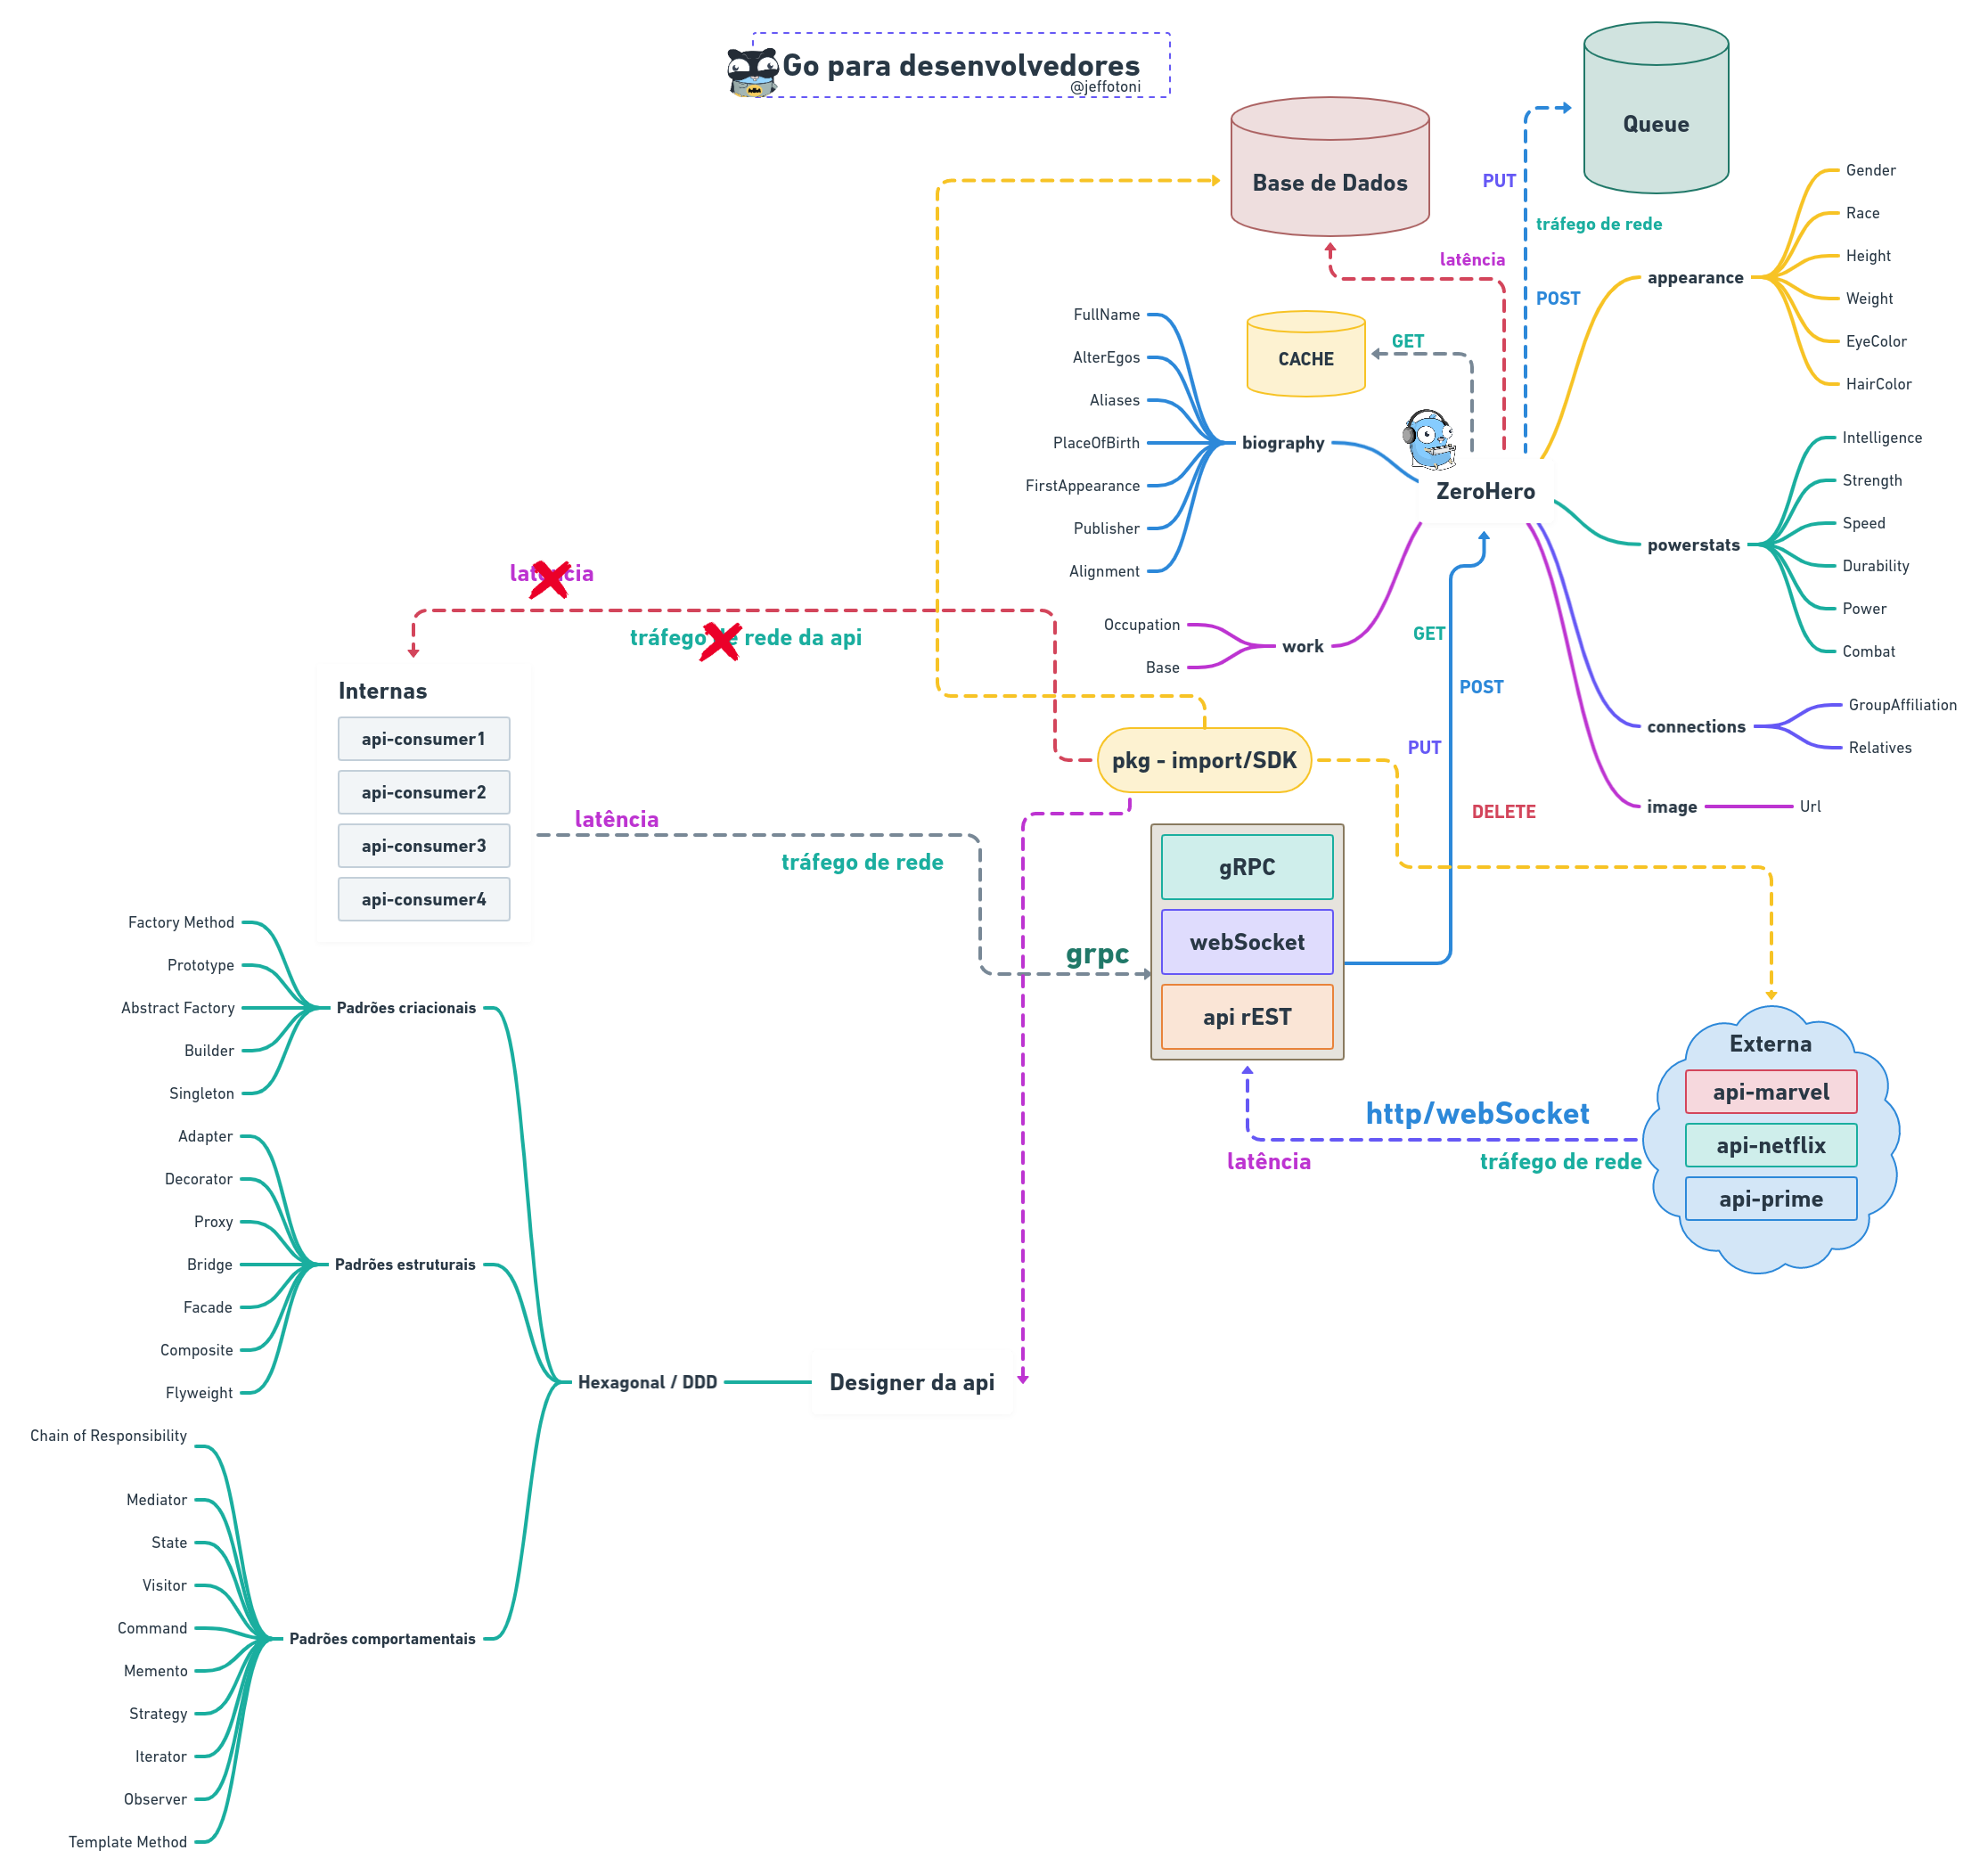 Go para desenvolvedores
@jeffotoni
Queue
Base de Dados
PUT
tráfego de rede
latência
POST
GET
CACHE
FullName
AlterEgos
Aliases
PlaceOfBirth
FirstAppearance
Publisher
Alignment
biography
ZeroHero
appearance
Gender
Race
Height
Weight
EyeColor
HairColor
powerstats
Intelligence
Strength
Speed
Durability
Power
Combat
Occupation
Base
work
connections
GroupAffiliation
Relatives
image
Url
GET
POST
PUT
DELETE
latência
tráfego de rede da api
Internas
api-consumer1
api-consumer2
api-consumer3
api-consumer4
pkg - import/SDK
latência
tráfego de rede
grpc
gRPC
webSocket
api rEST
Externa
api-marvel
api-netflix
api-prime
http/webSocket
latência
tráfego de rede
Factory Method
Prototype
Abstract Factory
Builder
Singleton
Padrões criacionais
Adapter
Decorator
Proxy
Bridge
Facade
Composite
Flyweight
Padrões estruturais
Hexagonal / DDD
Designer da api
Chain of Responsibility
Mediator
State
Visitor
Command
Memento
Strategy
Iterator
Observer
Template Method
Padrões comportamentais